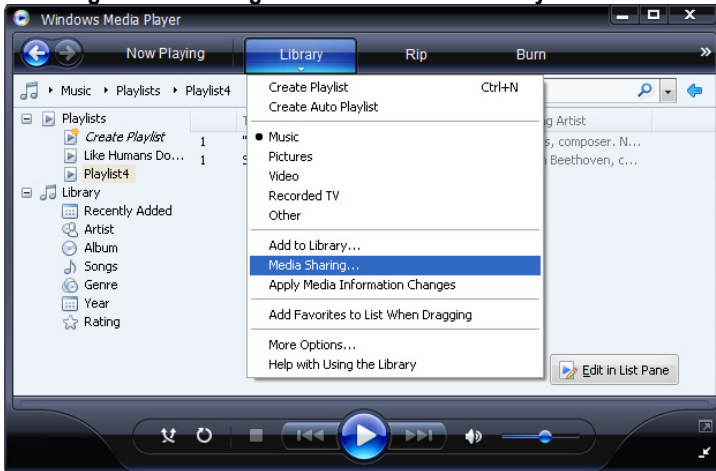 Windows Media Player
Now Playing Library Rip Burn »
Music Playlists Playlist4
Create Playlist Ctrl+N
Create Auto Playlist
Music
Pictures
Video
Recorded TV
Other
Add to Library...
Media Sharing...
Apply Media Information Changes
Add Favorites to List When Dragging
More Options...
Help with Using the Library
Playlists
Create Playlist
Like Humans Do...
Playlist4
Library
Recently Added
Artist
Album
Songs
Genre
Year
Rating
1
1
g Artist
s, composer. N...
Beethoven, c...
Edit in List Pane